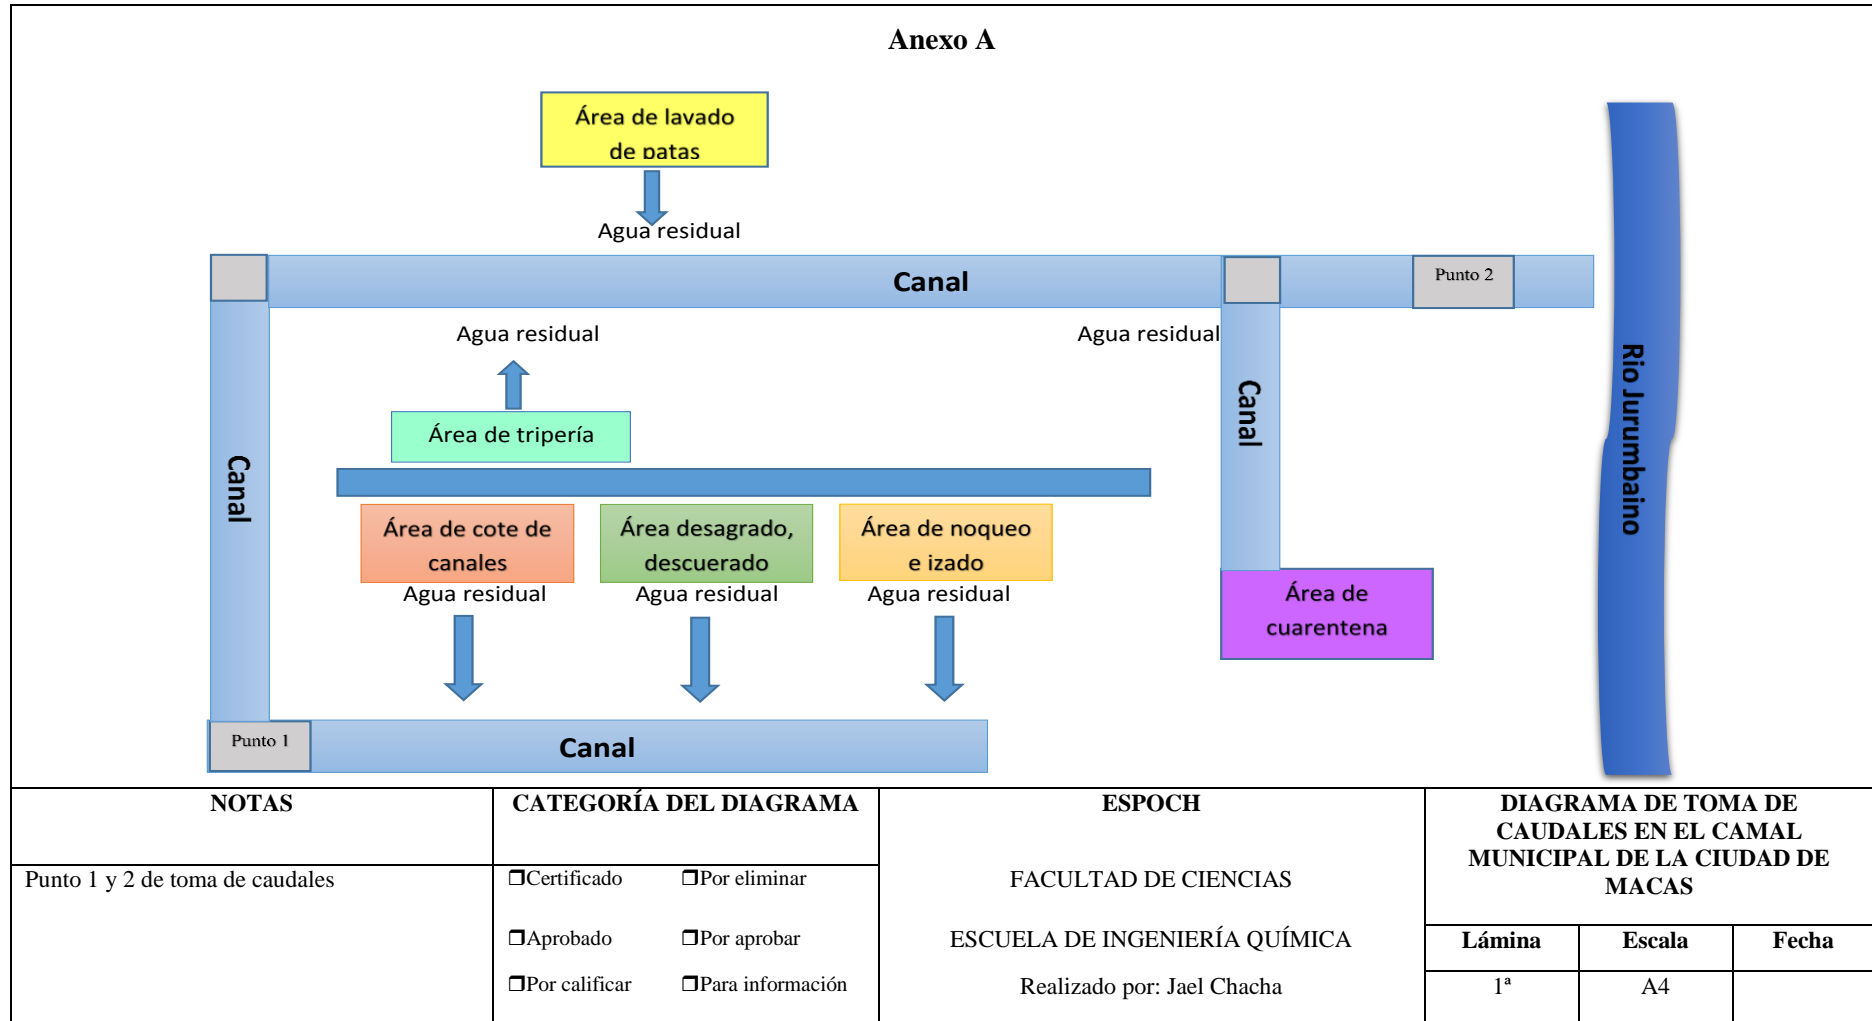 Anexo A
Área de lavado
de patas
Agua residual
Canal
Punto 2
Agua residual
Agua residual
Canal
Canal
Rio Jurumbaino
Área de tripería
Área de cote de
canales
Área desagrado,
descuerado
Área de noqueo
e izado
Agua residual
Agua residual
Agua residual
Área de
cuarentena
Punto 1
Canal
NOTAS
Punto 1 y 2 de toma de caudales
CATEGORÍA DEL DIAGRAMA
Certificado
Por eliminar
Aprobado
Por aprobar
Por calificar
Para información
ESPOCH
FACULTAD DE CIENCIAS
ESCUELA DE INGENIERÍA QUÍMICA
Realizado por: Jael Chacha
DIAGRAMA DE TOMA DE
CAUDALES EN EL CAMAL
MUNICIPAL DE LA CIUDAD DE
MACAS
Lámina
Escala
Fecha
1ª
A4